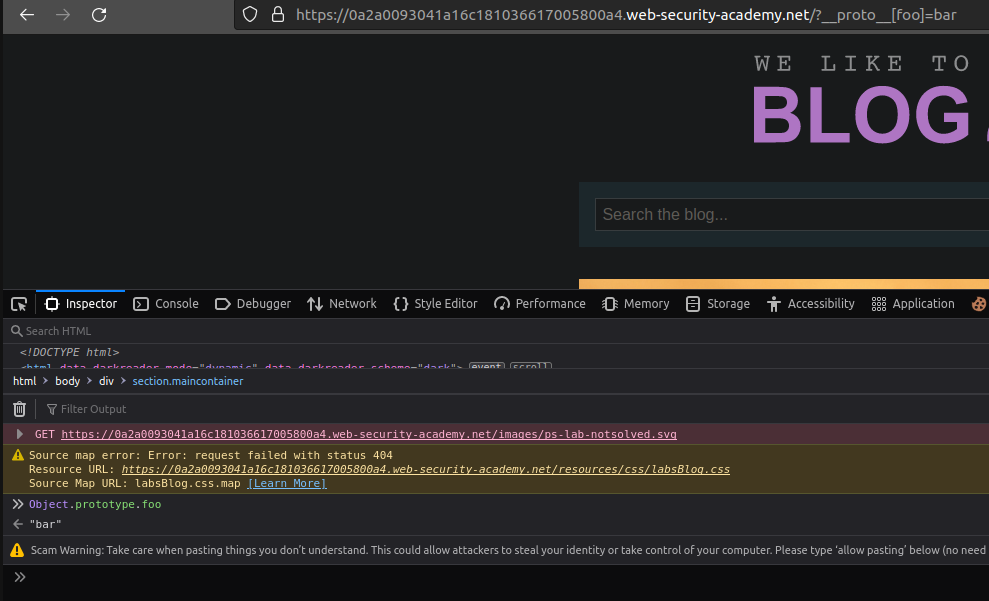 https://0a2a0093041a16c181036617005800a4.web-security-academy.net/?__proto__[foo]=bar
WE LIKE TO
BLOG
Search the blog...
Inspector Console Debugger Network Style Editor Performance Memory Storage Accessibility Application
Search HTML
<!DOCTYPE html>
<html data-darkreader-mode="dynamic" data-darkreader-scheme="dark"> event scroll
html > body > div > section.maincontainer
Filter Output
GET https://0a2a0093041a16c181036617005800a4.web-security-academy.net/images/ps-lab-notsolved.svg
Source map error: Error: request failed with status 404
Resource URL: https://0a2a0093041a16c181036617005800a4.web-security-academy.net/resources/css/labsBlog.css
Source Map URL: labsBlog.css.map [Learn More]
Object.prototype.foo
"bar"
Scam Warning: Take care when pasting things you don’t understand. This could allow attackers to steal your identity or take control of your computer. Please type ‘allow pasting’ below (no need